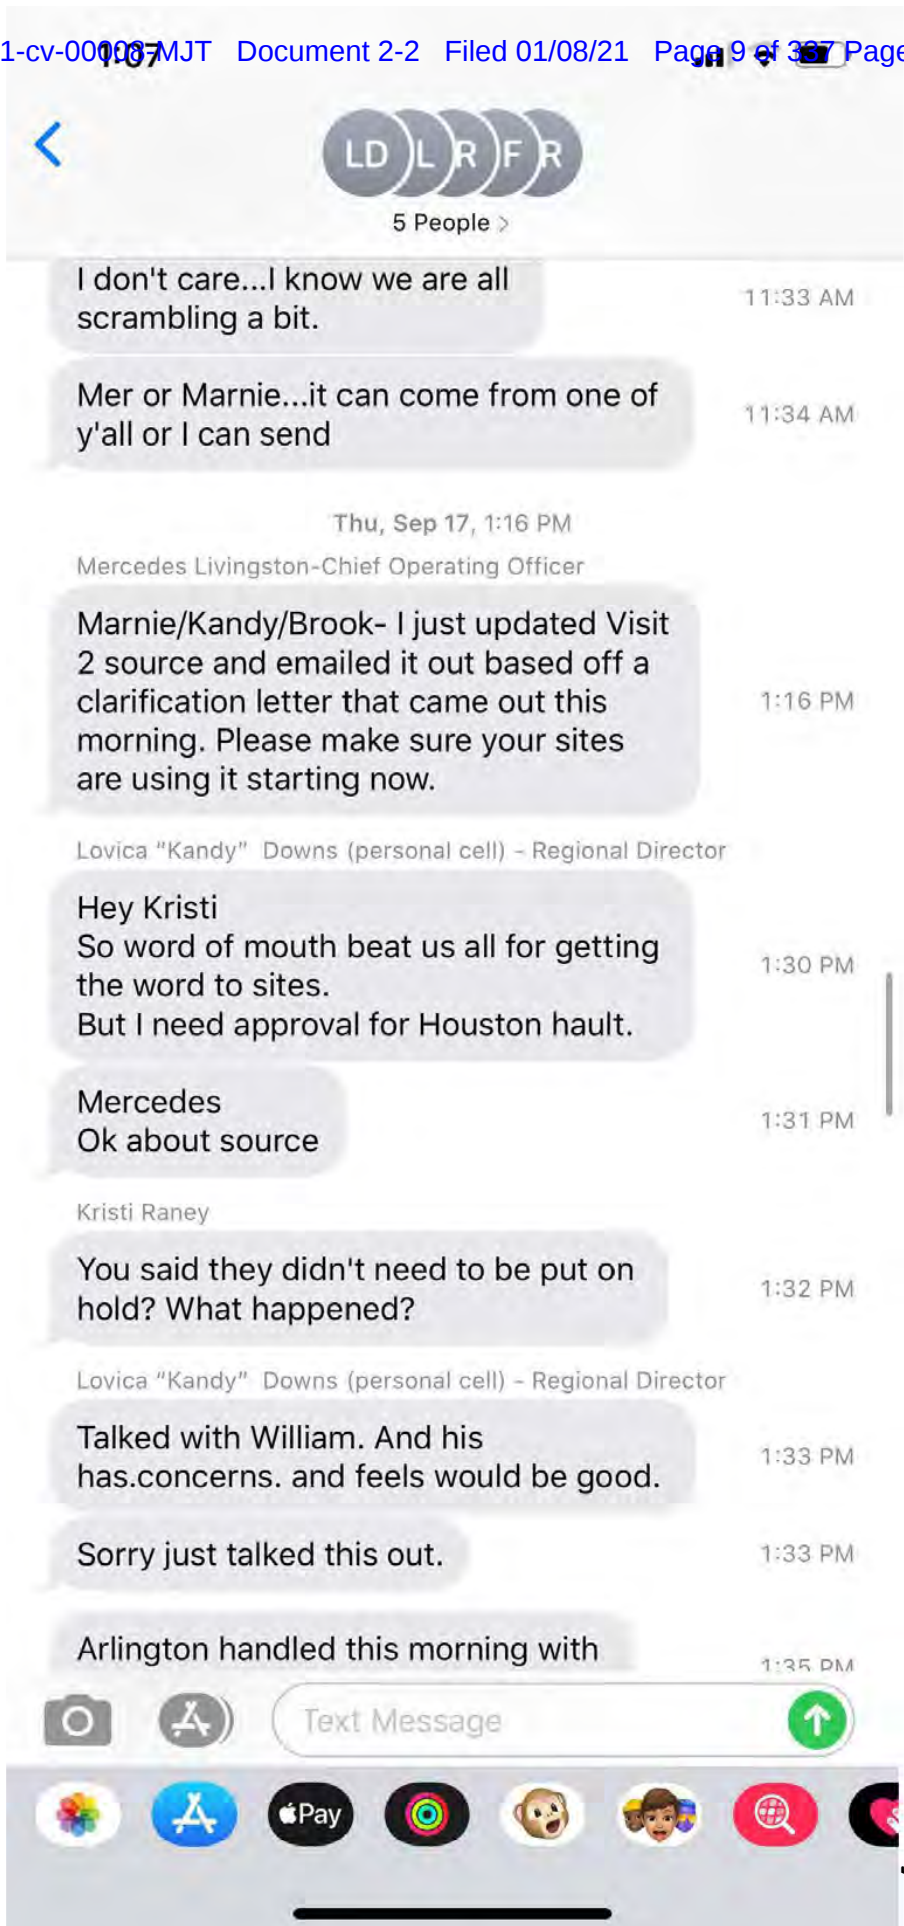 1-cv-00008-MJT Document 2-2 Filed 01/08/21 Page 9 of 337 Page
1:07
LD L R F R
5 People >
I don't care...I know we are all
scrambling a bit.
11:33 AM
Mer or Marnie...it can come from one of
y'all or I can send
11:34 AM
Thu, Sep 17, 1:16 PM
Mercedes Livingston-Chief Operating Officer
Marnie/Kandy/Brook- I just updated Visit
2 source and emailed it out based off a
clarification letter that came out this
morning. Please make sure your sites
are using it starting now.
1:16 PM
Lovica “Kandy” Downs (personal cell) - Regional Director
Hey Kristi
So word of mouth beat us all for getting
the word to sites.
But I need approval for Houston hault.
1:30 PM
Mercedes
Ok about source
1:31 PM
Kristi Raney
You said they didn't need to be put on
hold? What happened?
1:32 PM
Lovica “Kandy” Downs (personal cell) - Regional Director
Talked with William. And his
has.concerns. and feels would be good.
1:33 PM
Sorry just talked this out.
1:33 PM
Arlington handled this morning with
1:35 PM
Text Message
Pay